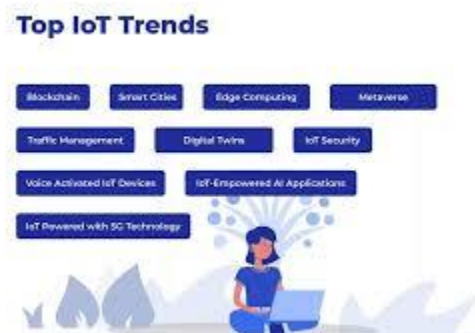 Top IoT Trends
Blockchain Smart Cities Edge Computing Metaverse
Traffic Management Digital Twins IoT Security
Voice Activated IoT Devices IoT-Empowered AI Applications
IoT Powered with 5G Technology